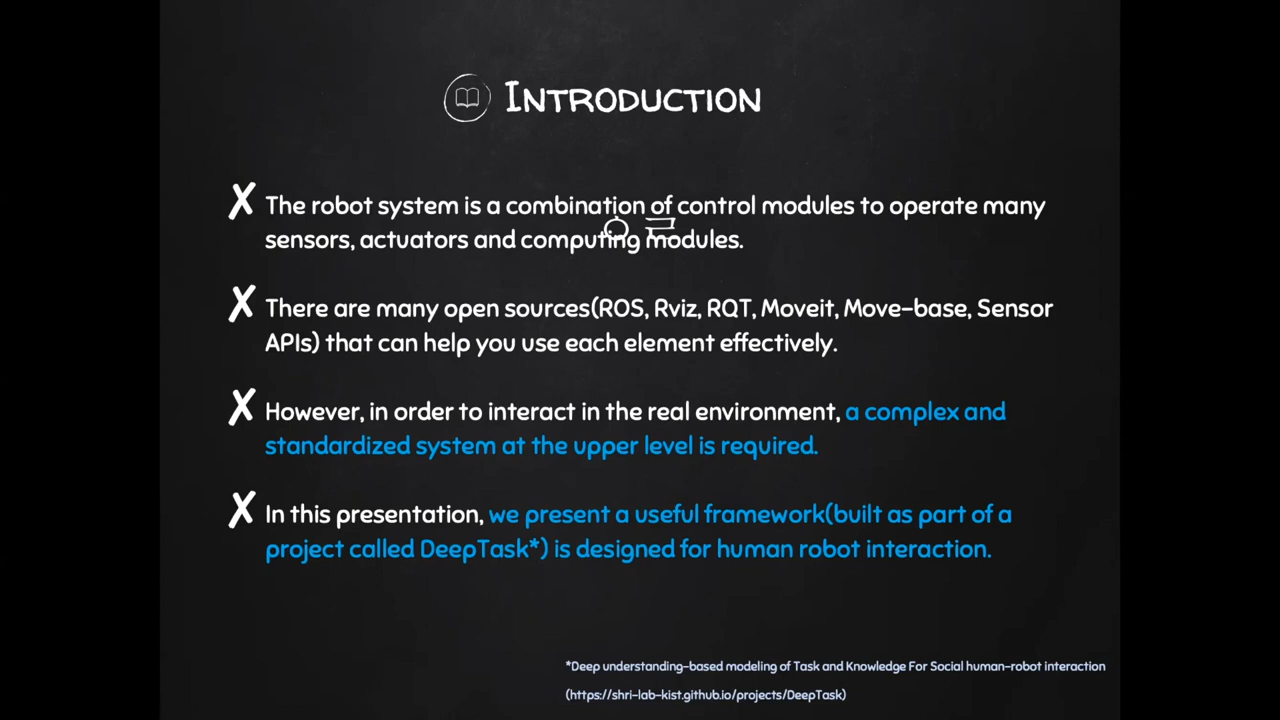 INTRODUCTION
The robot system is a combination of control modules to operate many
sensors, actuators and computing modules.
There are many open sources(ROS, Rviz, RQT, Moveit, Move-base, Sensor
APIs) that can help you use each element effectively.
However, in order to interact in the real environment, a complex and
standardized system at the upper level is required.
In this presentation, we present a useful framework(built as part of a
project called DeepTask*) is designed for human robot interaction.
*Deep understanding-based modeling of Task and Knowledge For Social human-robot interaction
(https://shri-lab-kist.github.io/projects/DeepTask)